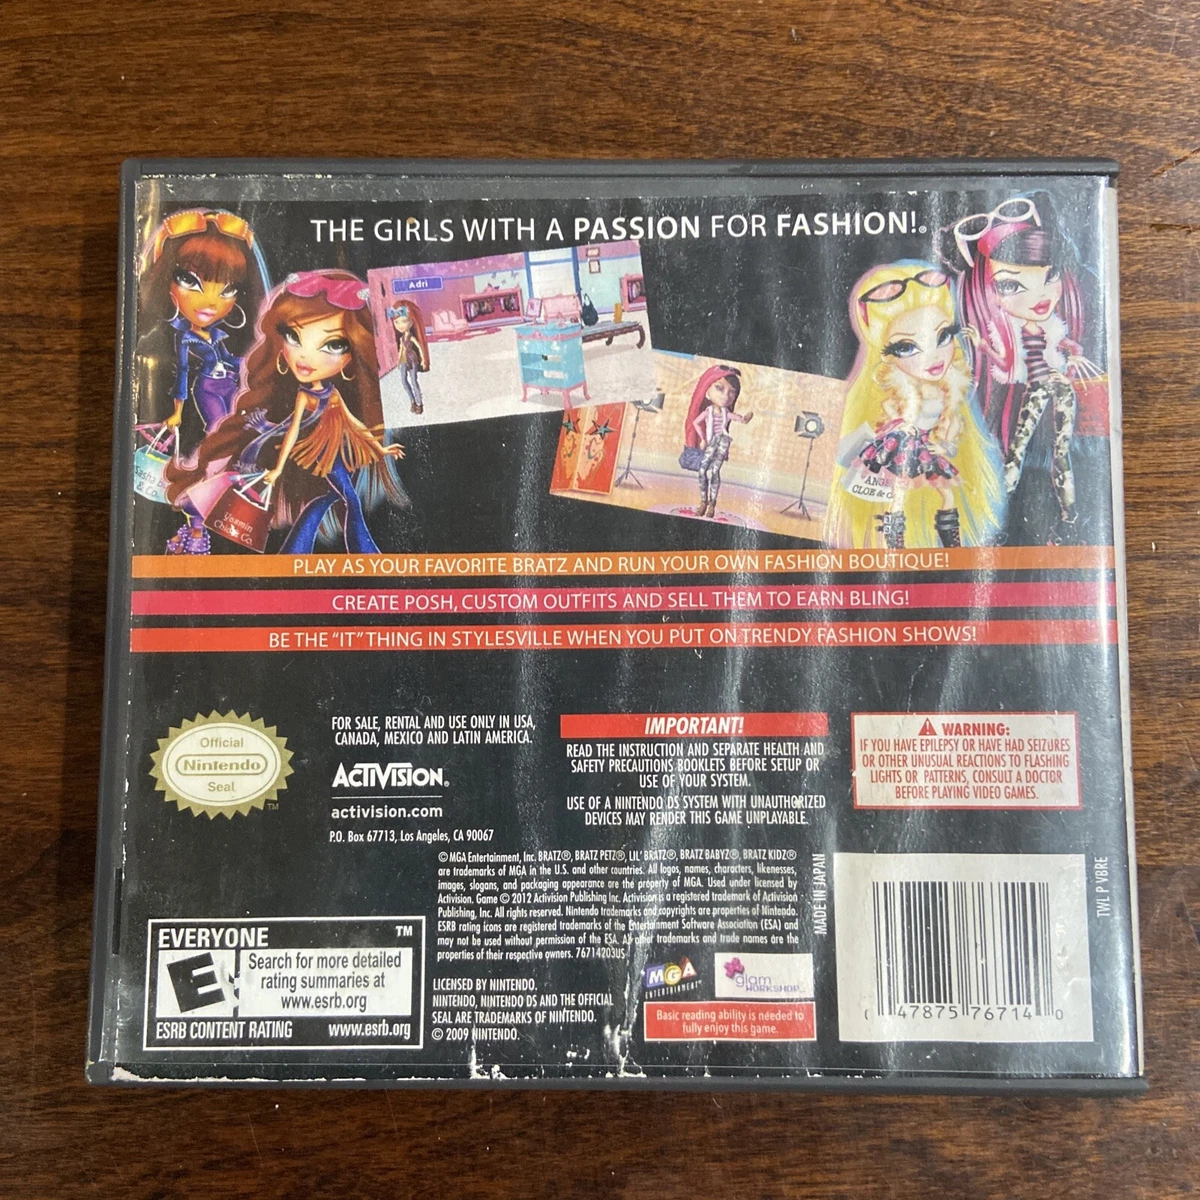 THE GIRLS WITH A PASSION FOR FASHION!®
Adri
Sasha
& Co.
Yasmin
Chic & Co.
ANGEL
CLOE & C
PLAY AS YOUR FAVORITE BRATZ AND RUN YOUR OWN FASHION BOUTIQUE!
CREATE POSH, CUSTOM OUTFITS AND SELL THEM TO EARN BLING!
BE THE "IT" THING IN STYLESVILLE WHEN YOU PUT ON TRENDY FASHION SHOWS!
Official
Nintendo
Seal
TM
FOR SALE, RENTAL AND USE ONLY IN USA,
CANADA, MEXICO AND LATIN AMERICA.
ACTIVISION®
activision.com
P.O. Box 67713, Los Angeles, CA 90067
IMPORTANT!
READ THE INSTRUCTION AND SEPARATE HEALTH AND
SAFETY PRECAUTIONS BOOKLETS BEFORE SETUP OR
USE OF YOUR SYSTEM.
USE OF A NINTENDO DS SYSTEM WITH UNAUTHORIZED
DEVICES MAY RENDER THIS GAME UNPLAYABLE.
WARNING:
IF YOU HAVE EPILEPSY OR HAVE HAD SEIZURES
OR OTHER UNUSUAL REACTIONS TO FLASHING
LIGHTS OR PATTERNS, CONSULT A DOCTOR
BEFORE PLAYING VIDEO GAMES.
© MGA Entertainment, Inc. BRATZ®, BRATZ PETZ®, LIL' BRATZ®, BRATZ BABYZ®, BRATZ KIDZ®
are trademarks of MGA in the U.S. and other countries. All logos, names, characters, likenesses,
images, slogans, and packaging appearance are the property of MGA. Used under license by
Activision. Game © 2012 Activision Publishing Inc. Activision is a registered trademark of Activision
Publishing, Inc. All rights reserved. Nintendo trademarks and copyrights are properties of Nintendo.
ESRB rating icons are registered trademarks of the Entertainment Software Association (ESA) and
may not be used without permission of the ESA. All other trademarks and trade names are the
properties of their respective owners. 76714203US
LICENSED BY NINTENDO.
NINTENDO, NINTENDO DS AND THE OFFICIAL
SEAL ARE TRADEMARKS OF NINTENDO.
© 2009 NINTENDO.
EVERYONE
TM
E
Search for more detailed
rating summaries at
www.esrb.org
ESRB CONTENT RATING www.esrb.org
MGA
ENTERTAINMENT
glam
WORKSHOP
Basic reading ability is needed to
fully enjoy this game.
MADE IN JAPAN
TWL P VBRE
0 47875 76714 0